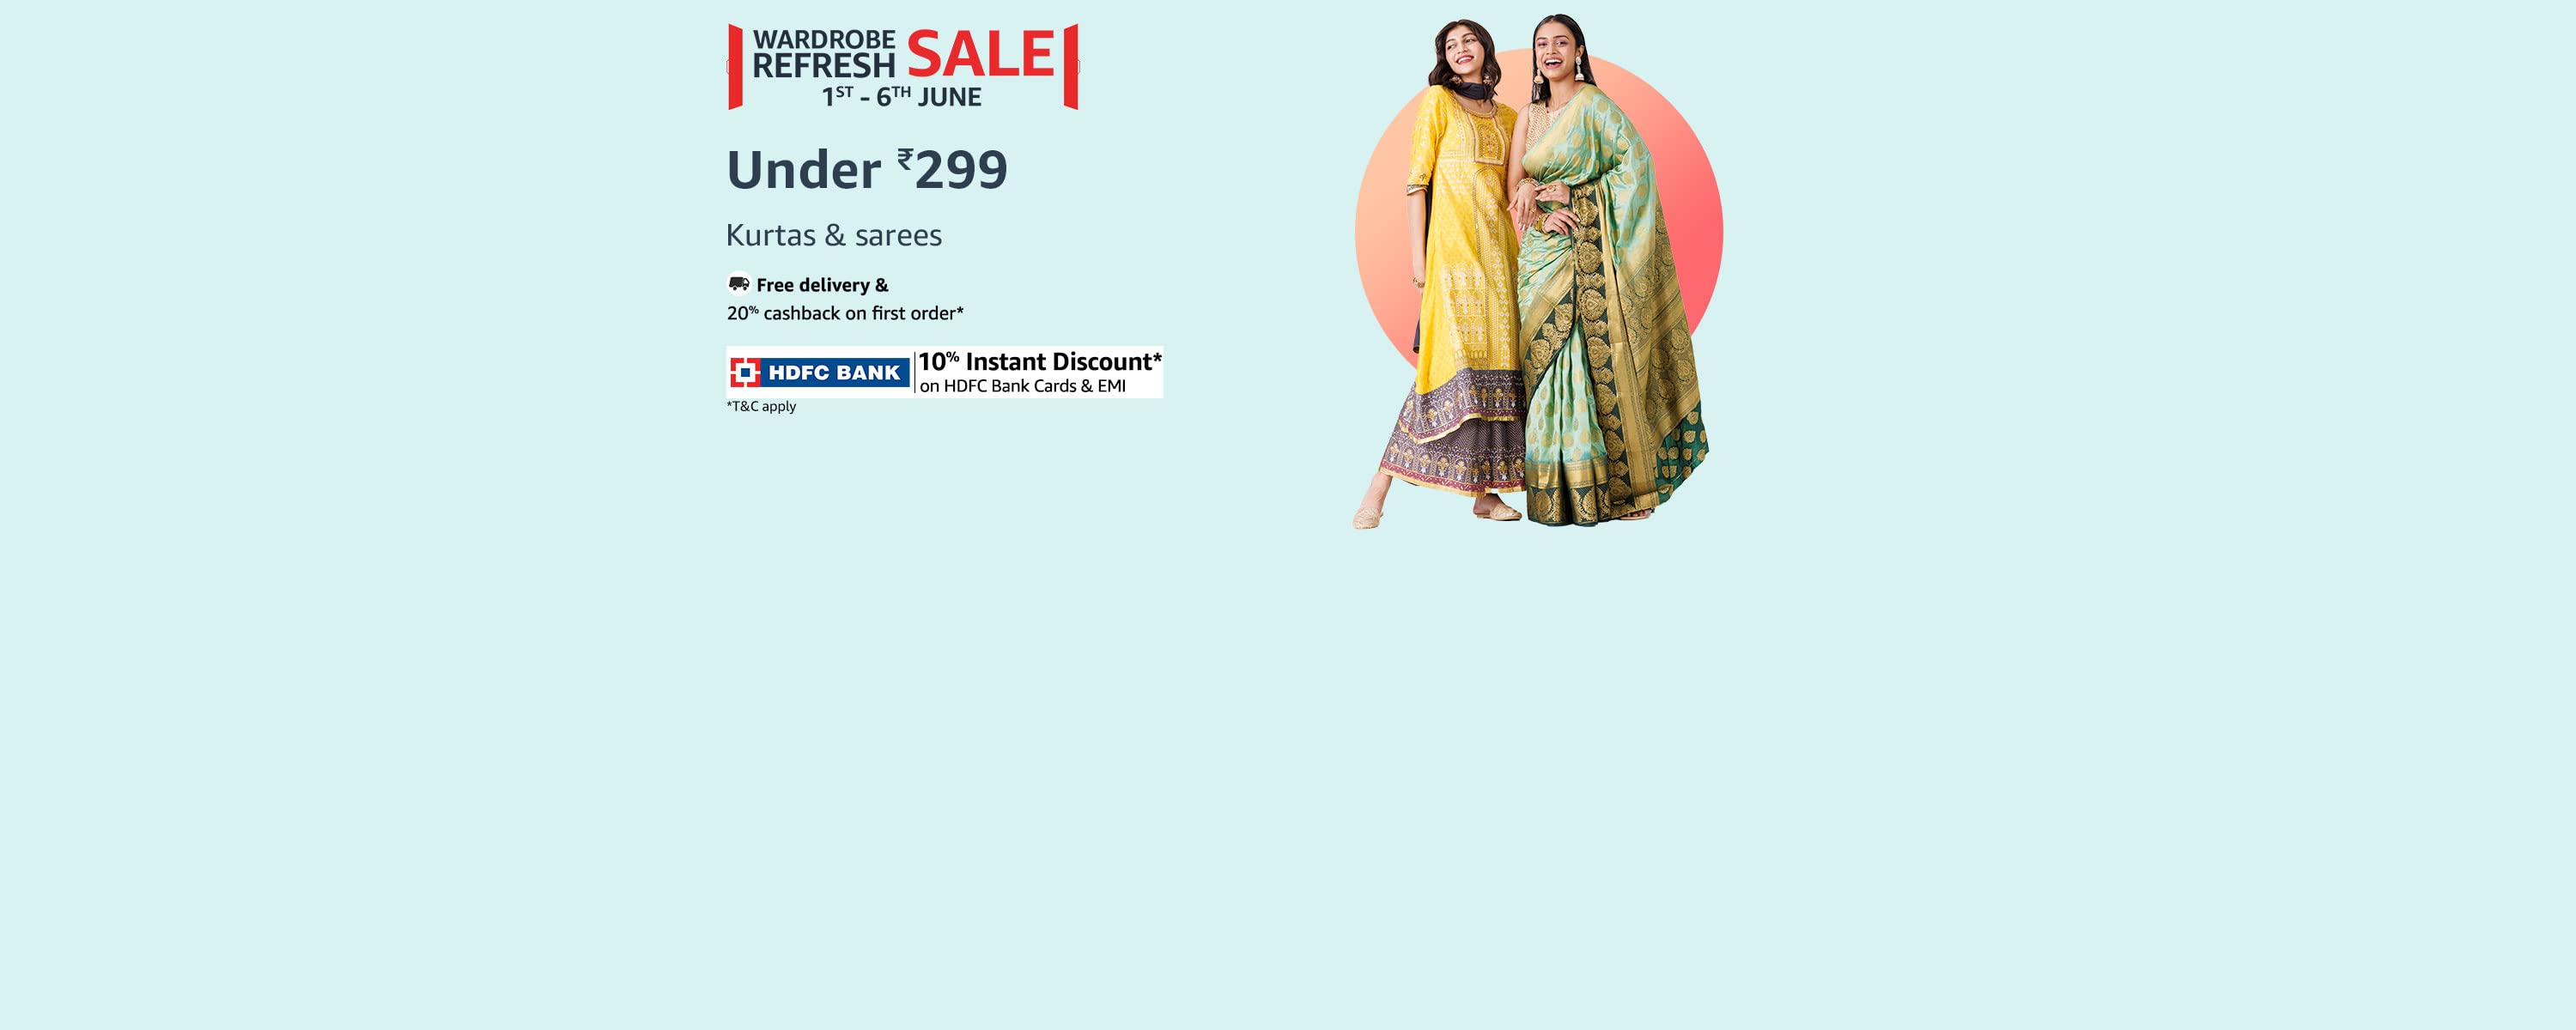 WARDROBE
REFRESH SALE
1ST - 6TH JUNE
Under ₹299
Kurtas & sarees
Free delivery &
20% cashback on first order*
HDFC BANK
10% Instant Discount*
on HDFC Bank Cards & EMI
*T&C apply